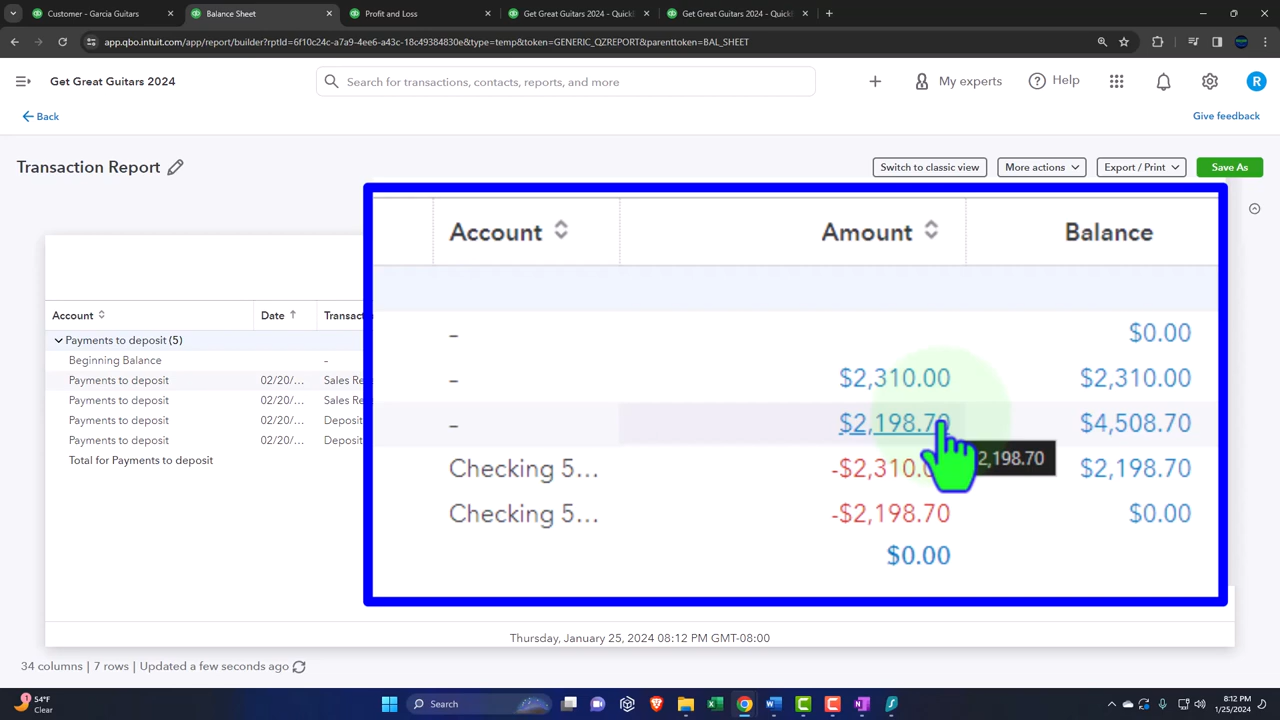 Customer - Garcia Guitars
Balance Sheet
Profit and Loss
Get Great Guitars 2024 - Quick
Get Great Guitars 2024 - Quick
app.qbo.intuit.com/app/report/builder?rptId=6f10c24c-a7a9-4ee6-a43c-18c49384830e&type=temp&token=GENERIC_QZREPORT&parenttoken=BAL_SHEET
Get Great Guitars 2024
Search for transactions, contacts, reports, and more
My experts
Help
R
Back
Give feedback
Transaction Report
Switch to classic view
More actions
Export / Print
Save As
Account
Amount
Balance
Account
Date
Transac
Payments to deposit (5)
Beginning Balance
–
– $0.00
Payments to deposit 02/20/... Sales Re
– $2,310.00 $2,310.00
Payments to deposit 02/20/... Sales Re
– $2,198.70 $4,508.70
2,198.70
Payments to deposit 02/20/... Deposit
Checking 5... -$2,310.0 $2,198.70
Payments to deposit 02/20/... Deposit
Checking 5... -$2,198.70 $0.00
Total for Payments to deposit
$0.00
Thursday, January 25, 2024 08:12 PM GMT-08:00
34 columns | 7 rows | Updated a few seconds ago
1
54°F
Clear
Search
8:12 PM
1/25/2024